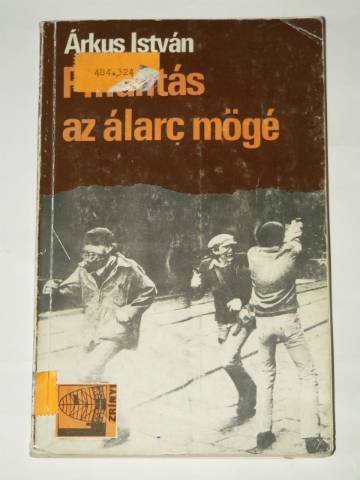 Árkus István
484.324
az álarc mögé
ZRÍNYI